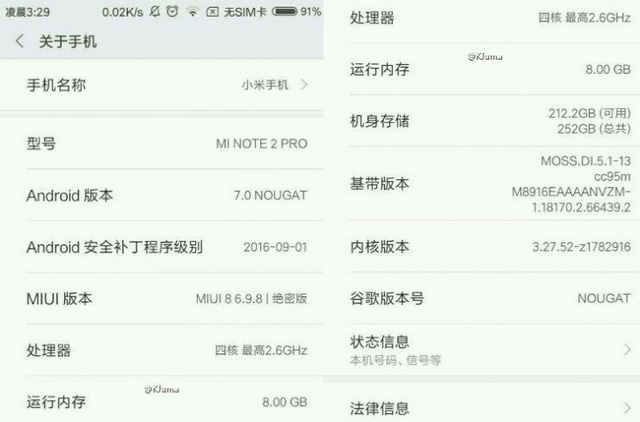 凌晨3:29 0.02K/s 无SIM卡 91%
关于手机
手机名称 小米手机
型号 MI NOTE 2 PRO
Android 版本 7.0 NOUGAT
Android 安全补丁程序级别 2016-09-01
MIUI 版本 MIUI 8 6.9.8 | 绝密版
处理器 四核 最高2.6GHz
@iJuma
运行内存 8.00 GB
处理器 四核 最高2.6GHz
@iJuma
运行内存 8.00 GB
机身存储 212.2GB (可用)
252GB (总共)
基带版本 MOSS.DI.5.1-13
cc95m
M8916EAAAANVZM-
1.18170.2.66439.2
内核版本 3.27.52-z1782916
谷歌版本号 NOUGAT
状态信息
本机号码、信号等
法律信息